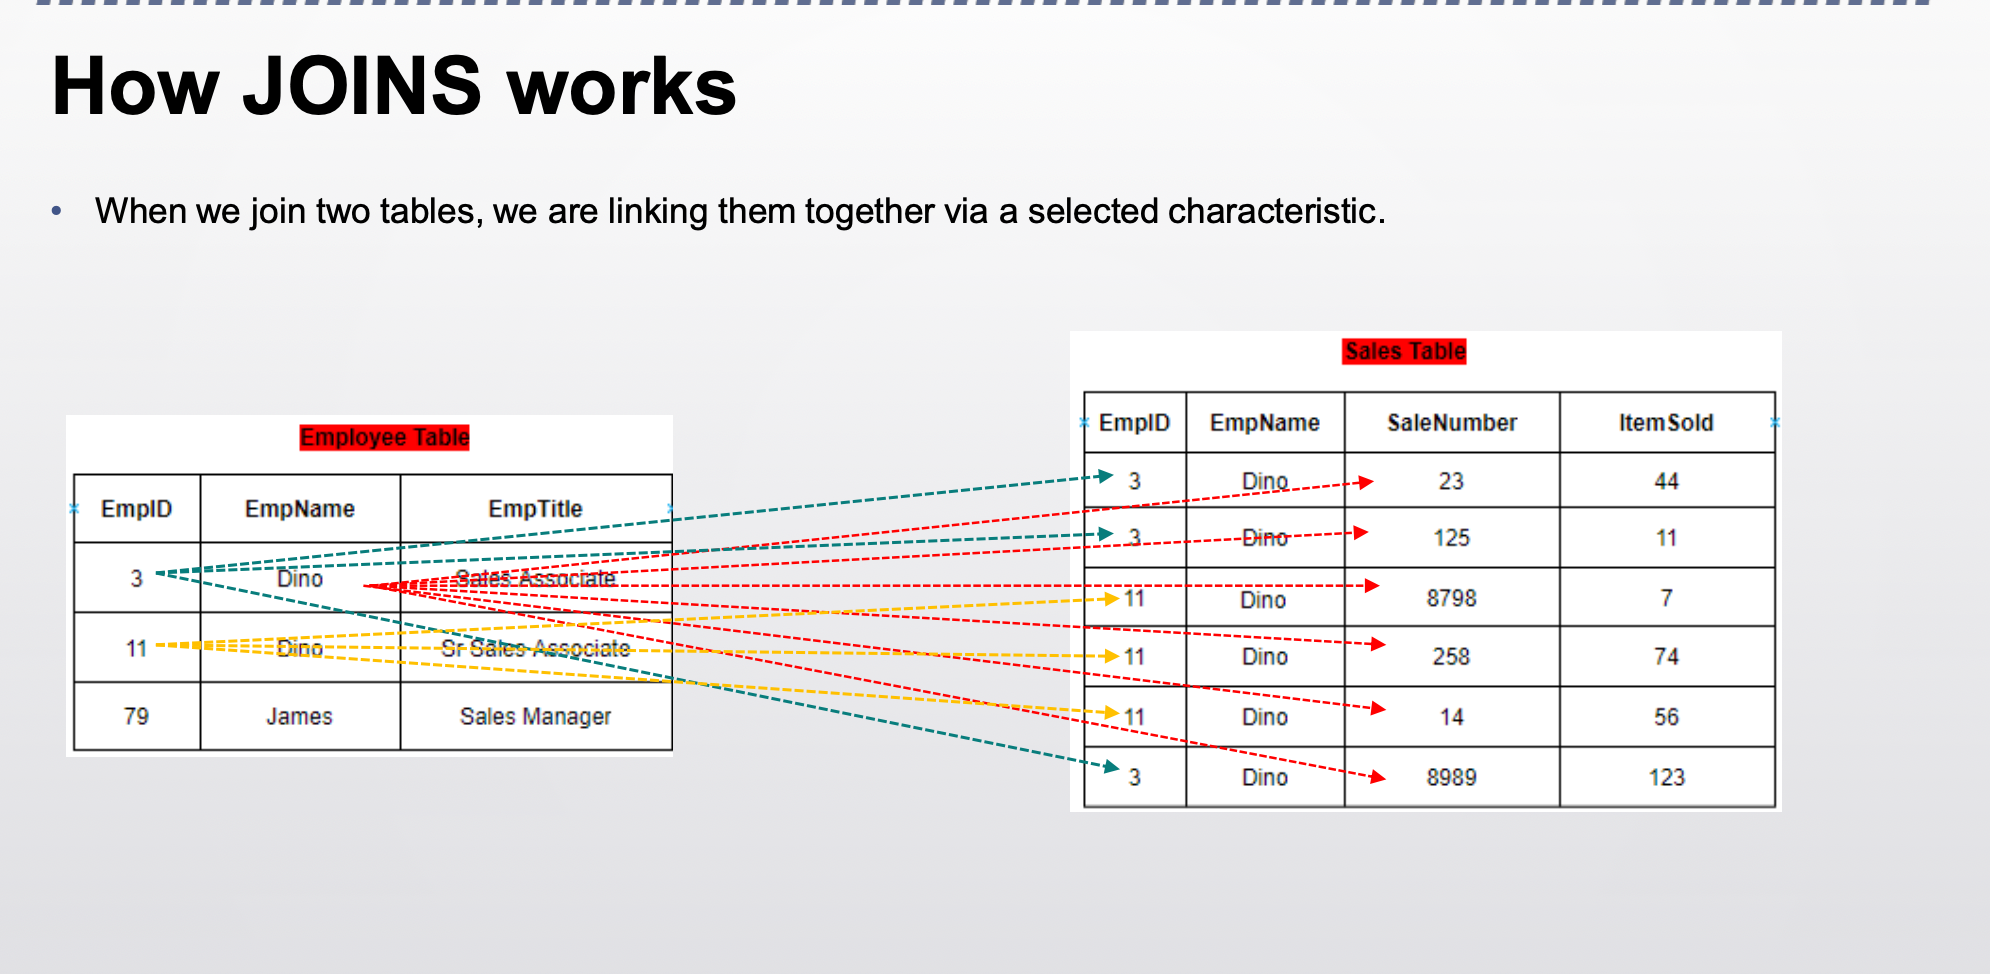 How JOINS works
• When we join two tables, we are linking them together via a selected characteristic.
Employee Table
EmpID EmpName EmpTitle
3 Dino Sales Associate
11 Dino Sr Sales Associate
79 James Sales Manager
Sales Table
EmpID EmpName SaleNumber ItemSold
3 Dino 23 44
3 Dino 125 11
11 Dino 8798 7
11 Dino 258 74
11 Dino 14 56
3 Dino 8989 123